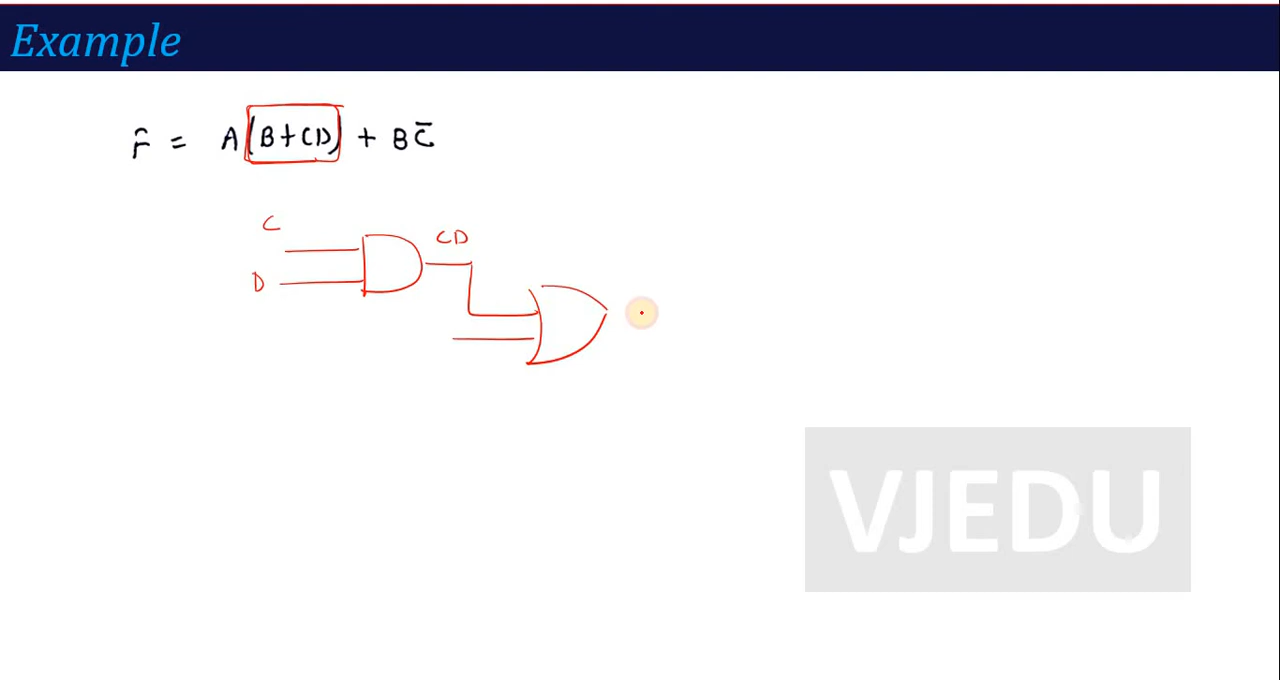 Example
F = A(B+CD) + BC̄
C
CD
D
VJEDU